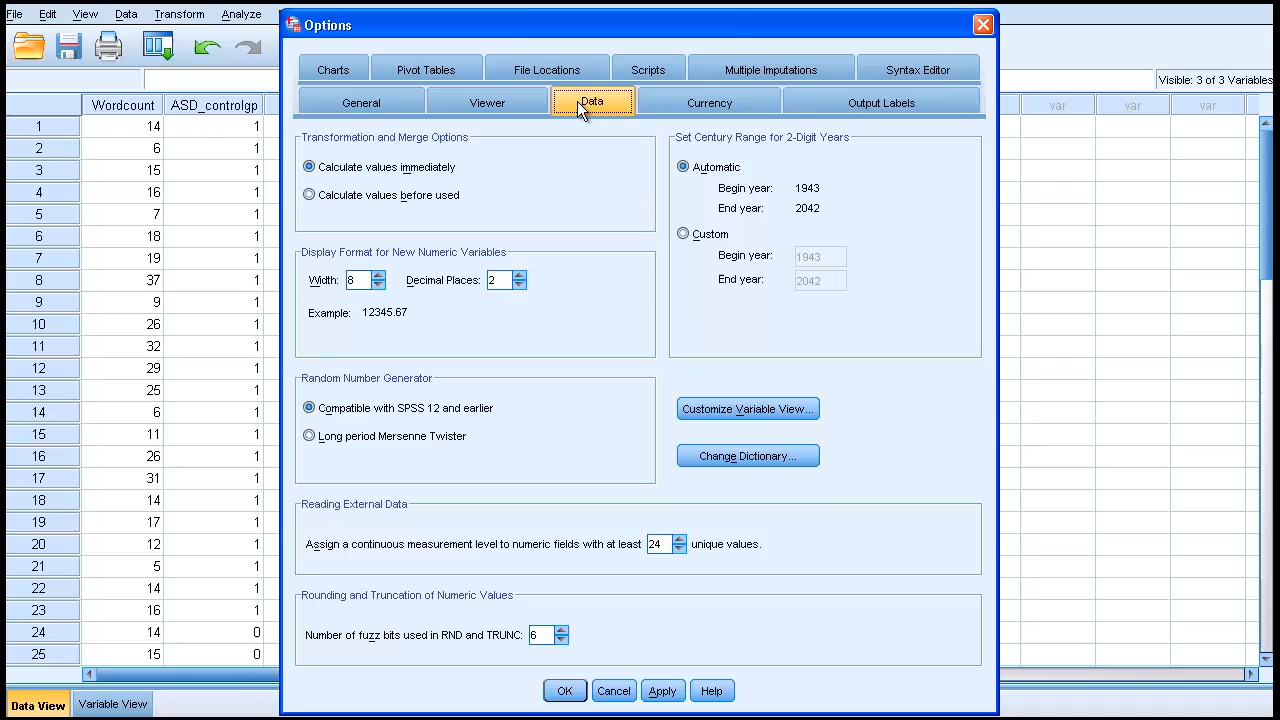 File Edit View Data Transform Analyze
Options
Charts Pivot Tables File Locations Scripts Multiple Imputations Syntax Editor
General Viewer Data Currency Output Labels
Visible: 3 of 3 Variables
Wordcount ASD_controlgp var var var
1 14 1
2 6 1
3 15 1
4 16 1
5 7 1
6 18 1
7 19 1
8 37 1
9 9 1
10 26 1
11 32 1
12 29 1
13 25 1
14 6 1
15 11 1
16 26 1
17 31 1
18 14 1
19 17 1
20 12 1
21 5 1
22 14 1
23 16 1
24 14 0
25 15 0
Transformation and Merge Options
Calculate values immediately
Calculate values before used
Display Format for New Numeric Variables
Width: 8 Decimal Places: 2
Example: 12345.67
Random Number Generator
Compatible with SPSS 12 and earlier
Long period Mersenne Twister
Set Century Range for 2-Digit Years
Automatic
Begin year: 1943
End year: 2042
Custom
Begin year: 1943
End year: 2042
Customize Variable View...
Change Dictionary...
Reading External Data
Assign a continuous measurement level to numeric fields with at least 24 unique values.
Rounding and Truncation of Numeric Values
Number of fuzz bits used in RND and TRUNC: 6
OK Cancel Apply Help
Data View Variable View